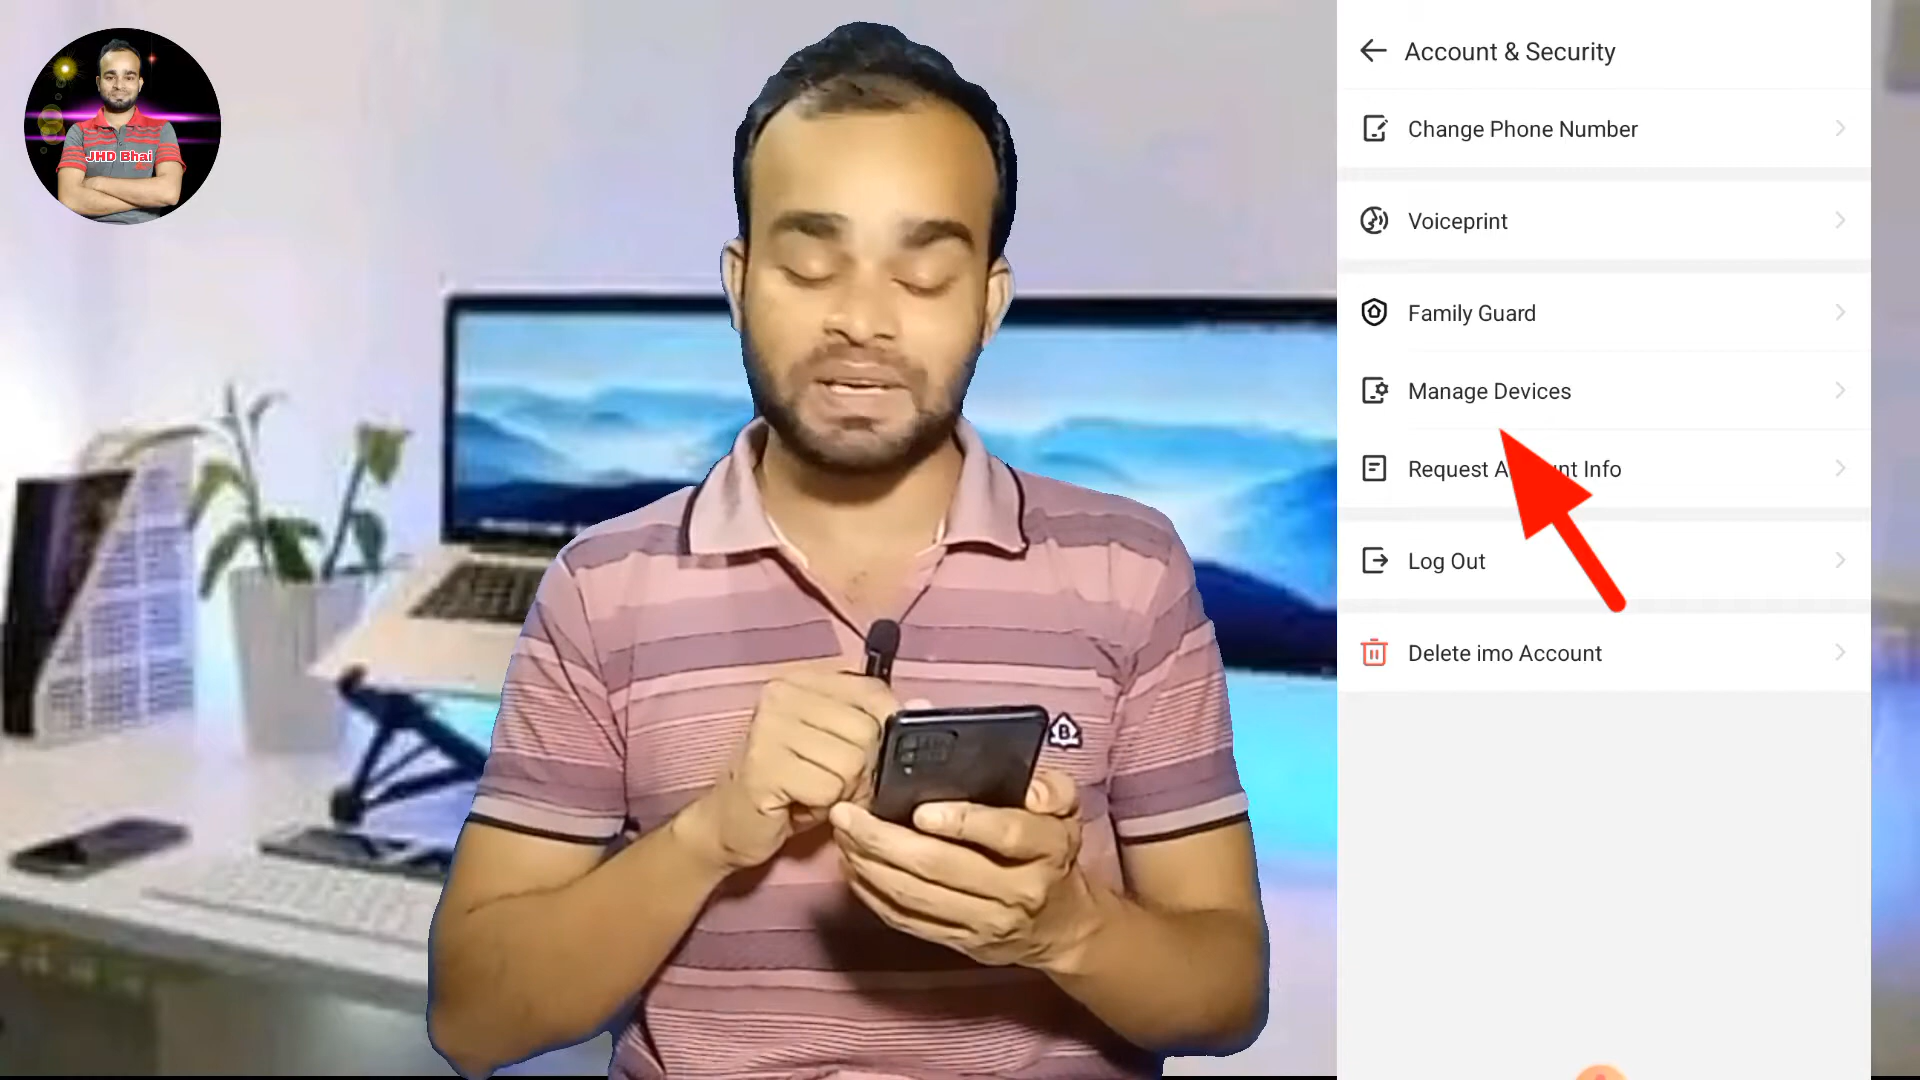 JHD Bhai
Account & Security
Change Phone Number
Voiceprint
Family Guard
Manage Devices
Request A nt Info
Log Out
Delete imo Account
B